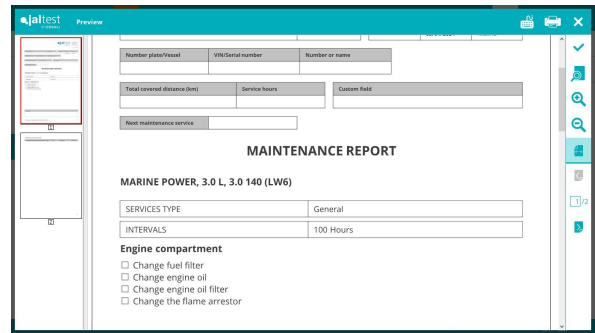 jaltest Preview
Number plate/Vessel VIN/Serial number Number or name
Total covered distance (km) Service hours Custom field
Next maintenance service
MAINTENANCE REPORT
MARINE POWER, 3.0 L, 3.0 140 (LW6)
SERVICES TYPE General
INTERVALS 100 Hours
Engine compartment
Change fuel filter
Change engine oil
Change engine oil filter
Change the flame arrestor
1
2
1/2